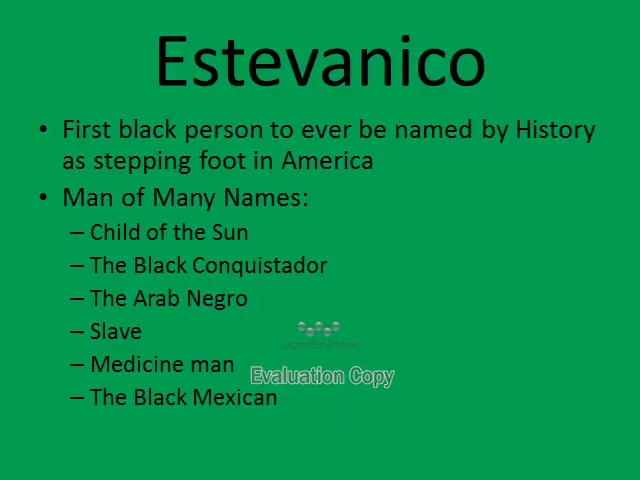 Estevanico
• First black person to ever be named by History
as stepping foot in America
• Man of Many Names:
– Child of the Sun
– The Black Conquistador
– The Arab Negro
– Slave
– Medicine man
Evaluation Copy
– The Black Mexican